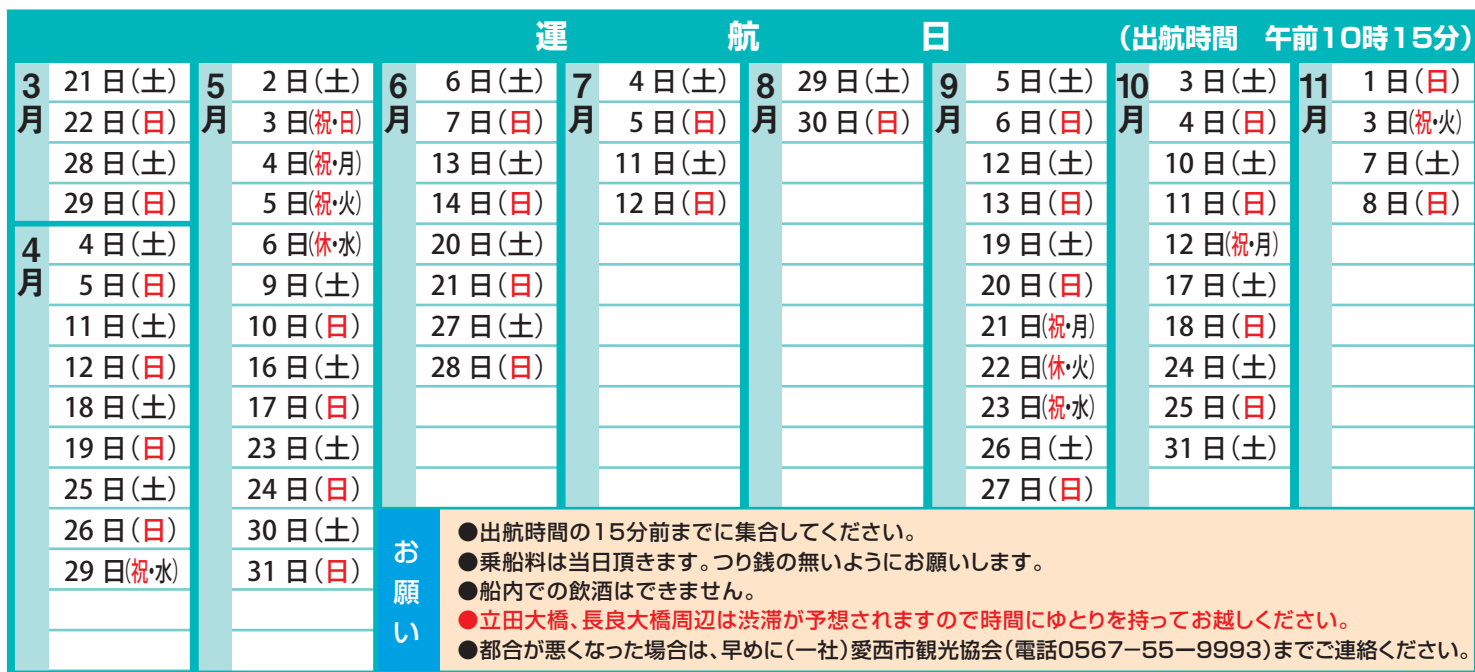 運航日 （出航時間 午前10時15分）
3月
21日（土）
22日（日）
28日（土）
29日（日）
4月
4日（土）
5日（日）
11日（土）
12日（日）
18日（土）
19日（日）
25日（土）
26日（日）
29日(祝・水)
5月
2日（土）
3日(祝・日)
4日(祝・月)
5日(祝・火)
6日(休・水)
9日（土）
10日（日）
16日（土）
17日（日）
23日（土）
24日（日）
30日（土）
31日（日）
6月
6日（土）
7日（日）
13日（土）
14日（日）
20日（土）
21日（日）
27日（土）
28日（日）
7月
4日（土）
5日（日）
11日（土）
12日（日）
8月
29日（土）
30日（日）
9月
5日（土）
6日（日）
12日（土）
13日（日）
19日（土）
20日（日）
21日(祝・月)
22日(休・火)
23日(祝・水)
26日（土）
27日（日）
10月
3日（土）
4日（日）
10日（土）
11日（日）
12日(祝・月)
17日（土）
18日（日）
24日（土）
25日（日）
31日（土）
11月
1日（日）
3日(祝・火)
7日（土）
8日（日）
お願い
●出航時間の15分前までに集合してください。
●乗船料は当日頂きます。つり銭の無いようにお願いします。
●船内での飲酒はできません。
●立田大橋、長良大橋周辺は渋滞が予想されますので時間にゆとりを持ってお越しください。
●都合が悪くなった場合は、早めに（一社）愛西市観光協会（電話0567−55ー9993）までご連絡ください。